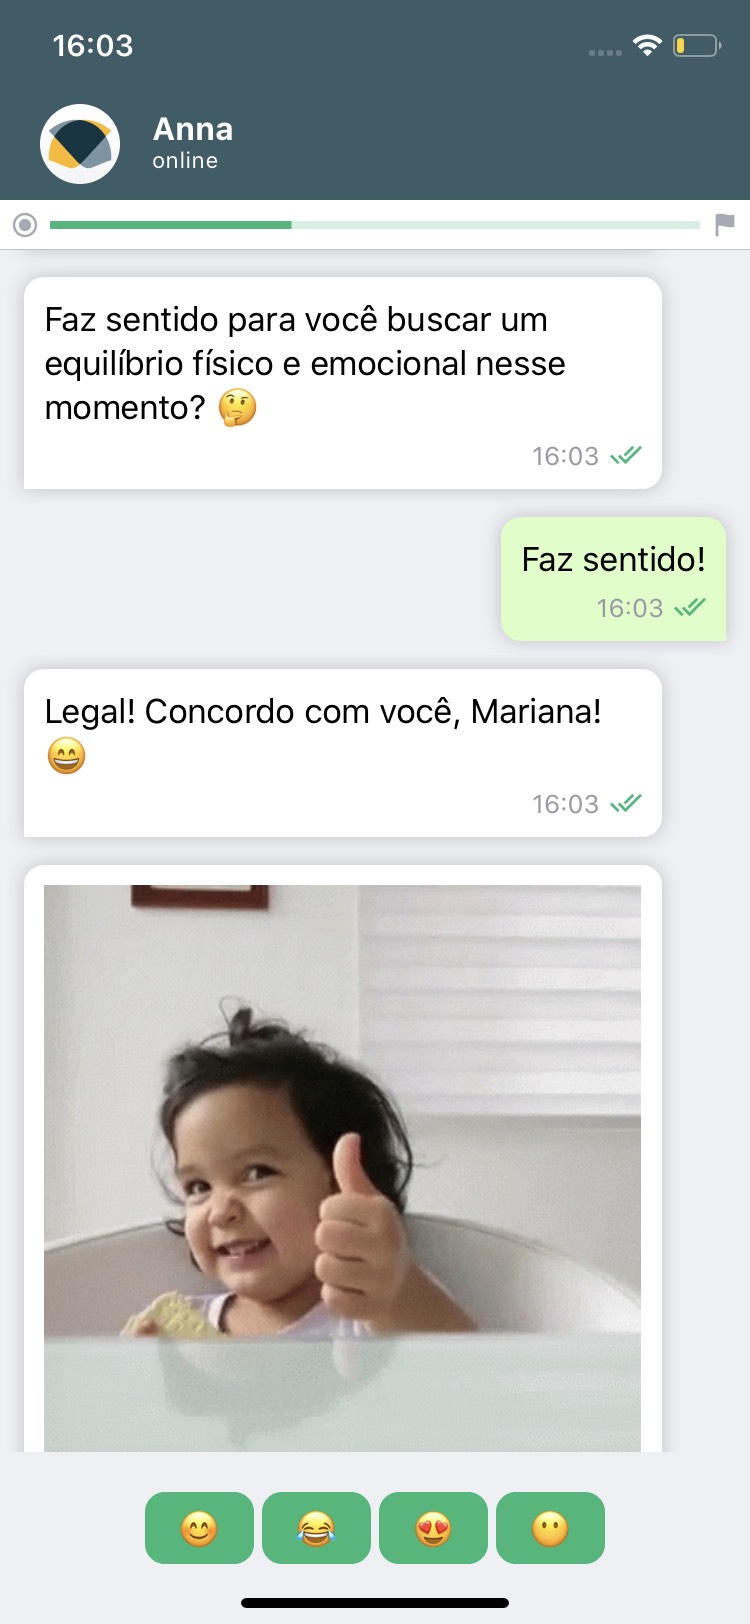 16:03
Anna
online
Faz sentido para você buscar um
equilíbrio físico e emocional nesse
momento? 🤔
16:03
Faz sentido!
16:03
Legal! Concordo com você, Mariana!
😄
16:03
😊 😂 😍 😶